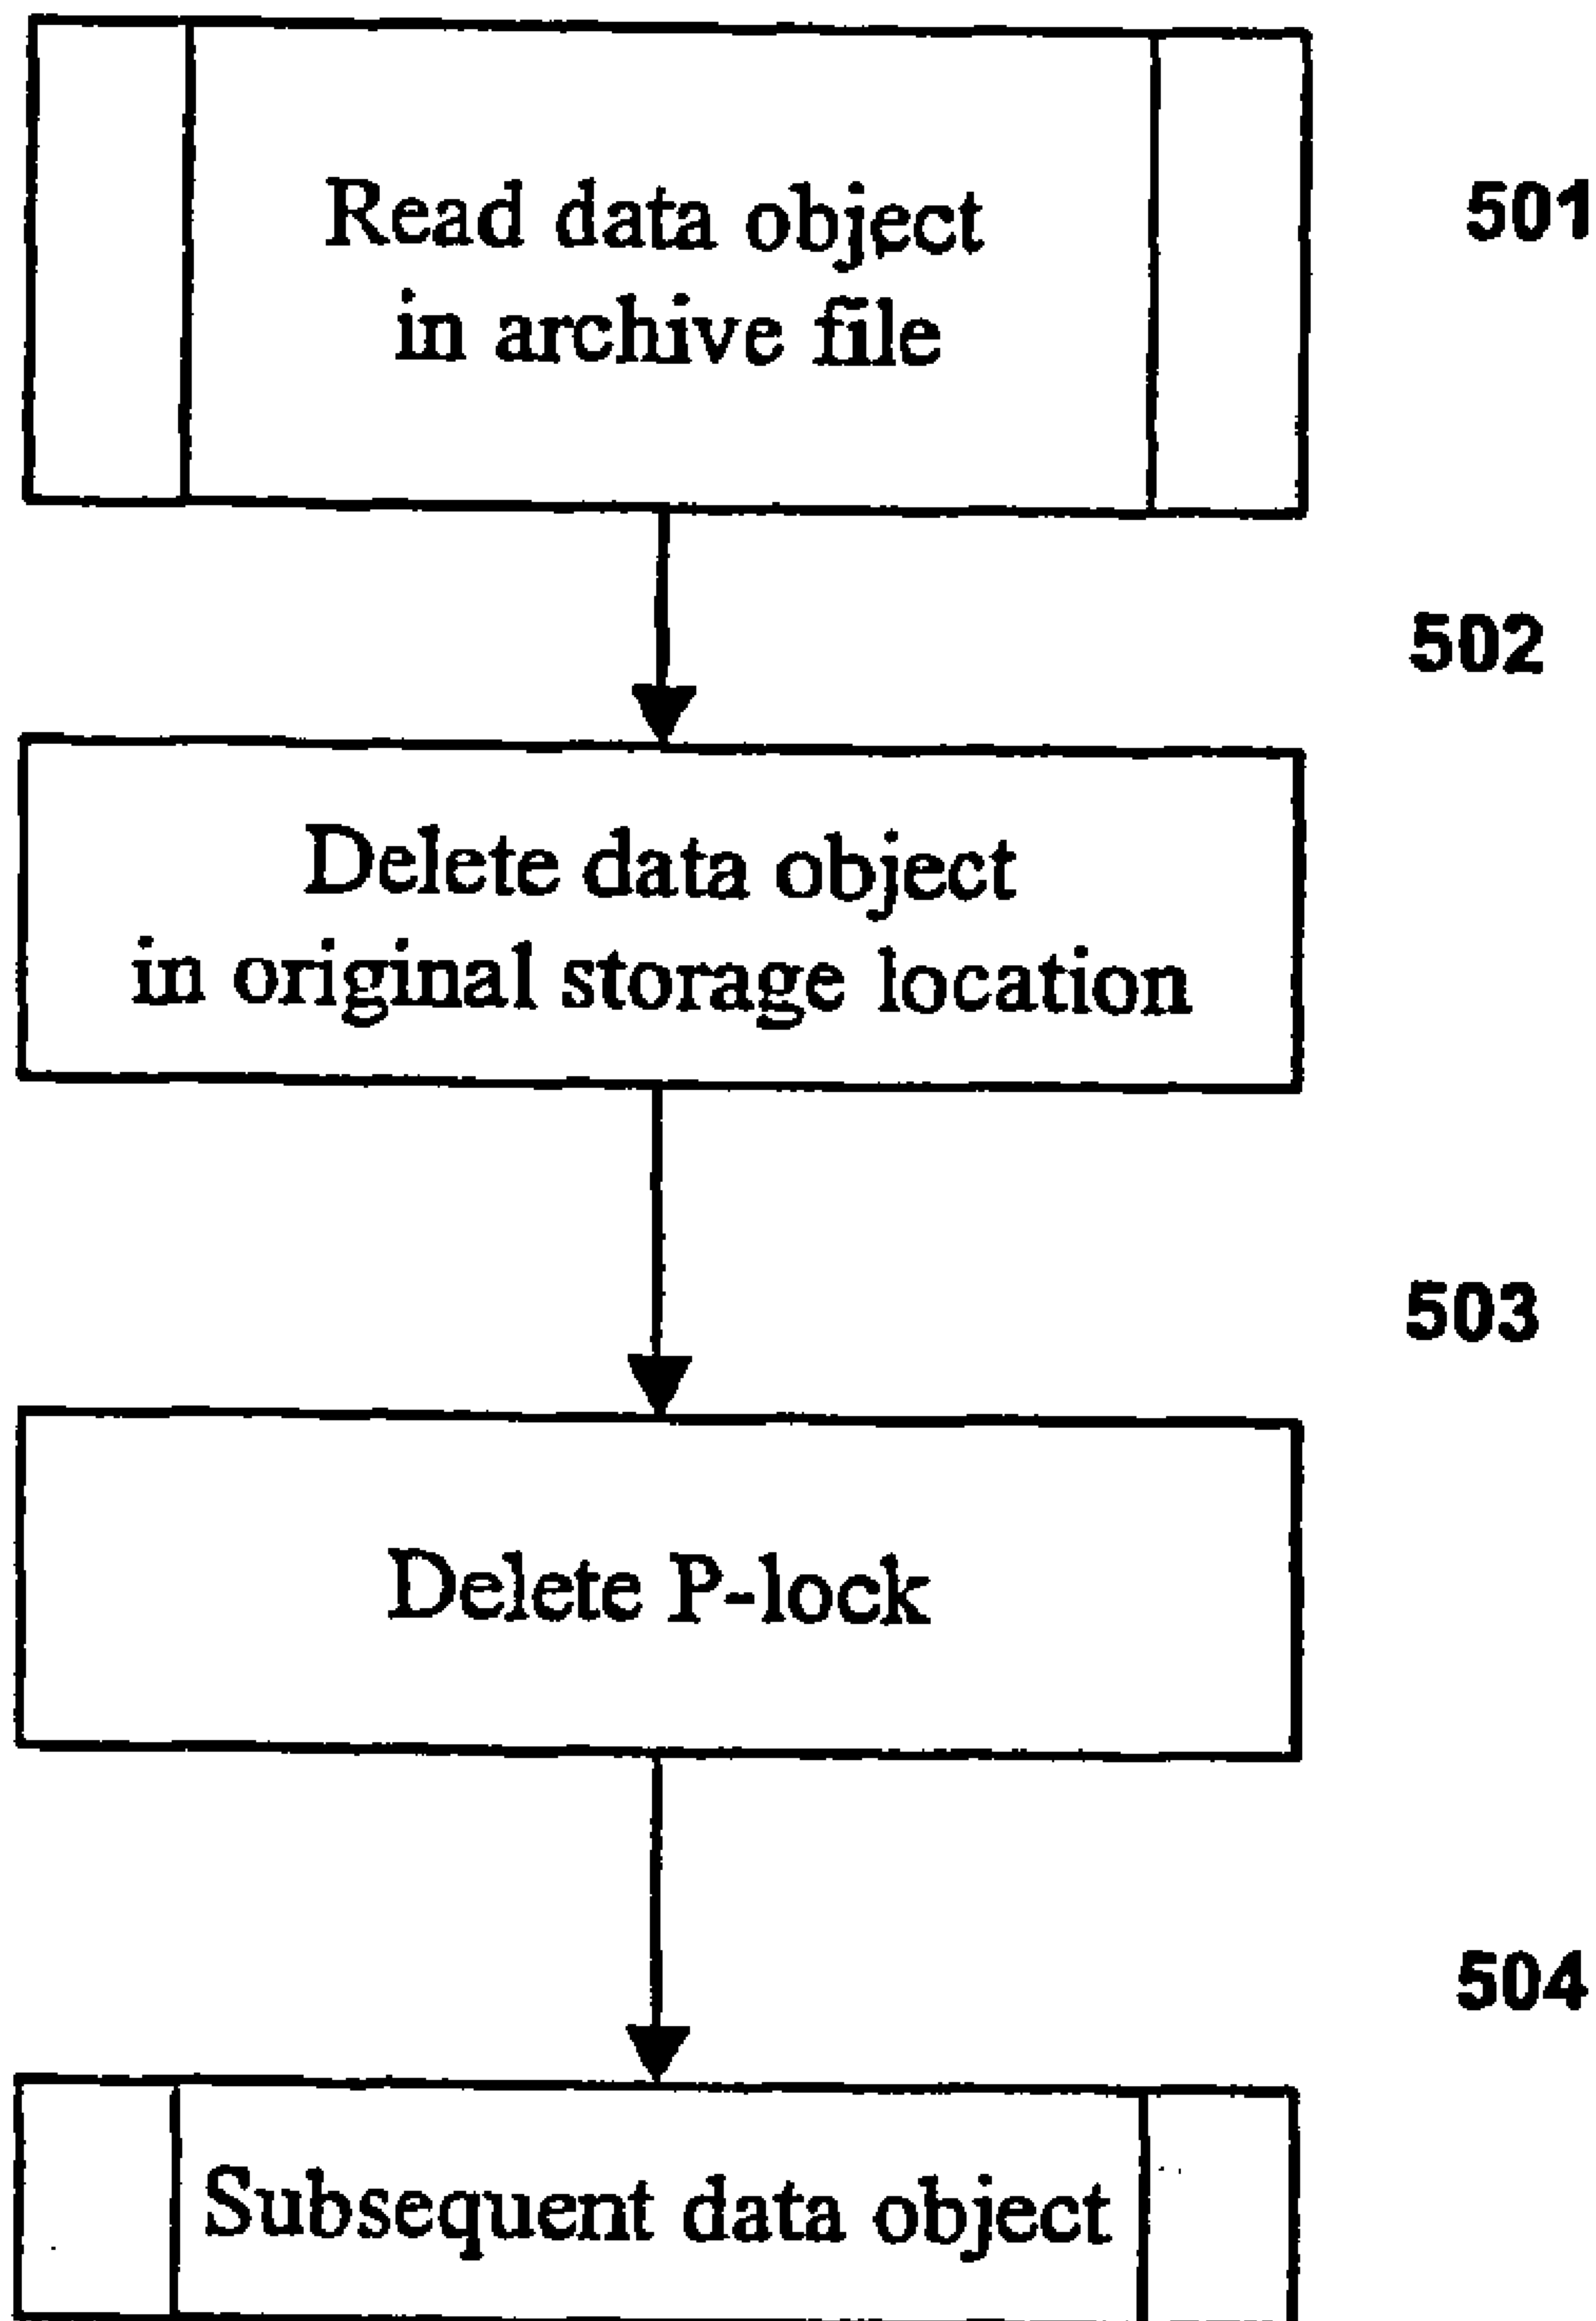 Read data object
in archive file
501
502
Delete data object
in original storage location
503
Delete P-lock
504
Subsequent data object